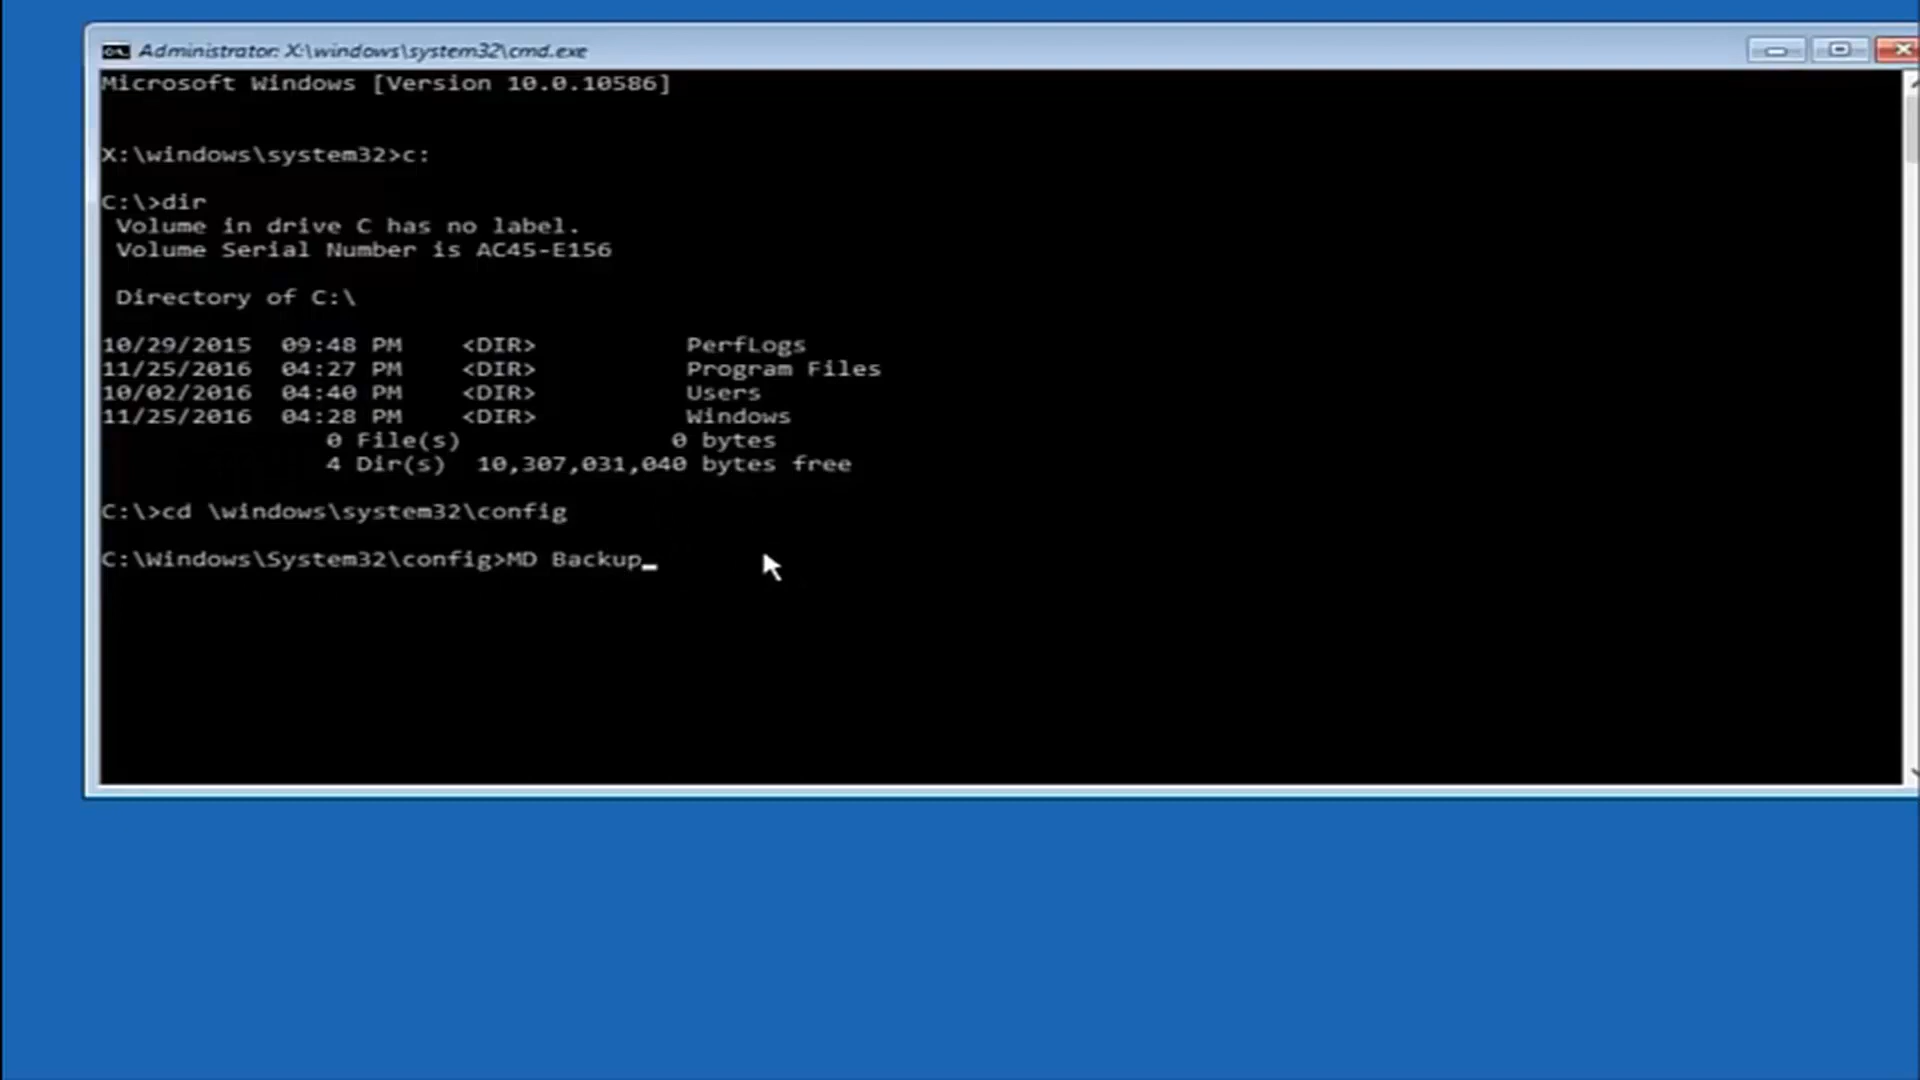 Administrator: X:\windows\system32\cmd.exe
Microsoft Windows [Version 10.0.10586]
X:\windows\system32>c:
C:\>dir
Volume in drive C has no label.
Volume Serial Number is AC45-E156
Directory of C:\
10/29/2015 09:48 PM <DIR> PerfLogs
11/25/2016 04:27 PM <DIR> Program Files
10/02/2016 04:40 PM <DIR> Users
11/25/2016 04:28 PM <DIR> Windows
0 File(s) 0 bytes
4 Dir(s) 10,307,031,040 bytes free
C:\>cd \windows\system32\config
C:\Windows\System32\config>MD Backup_